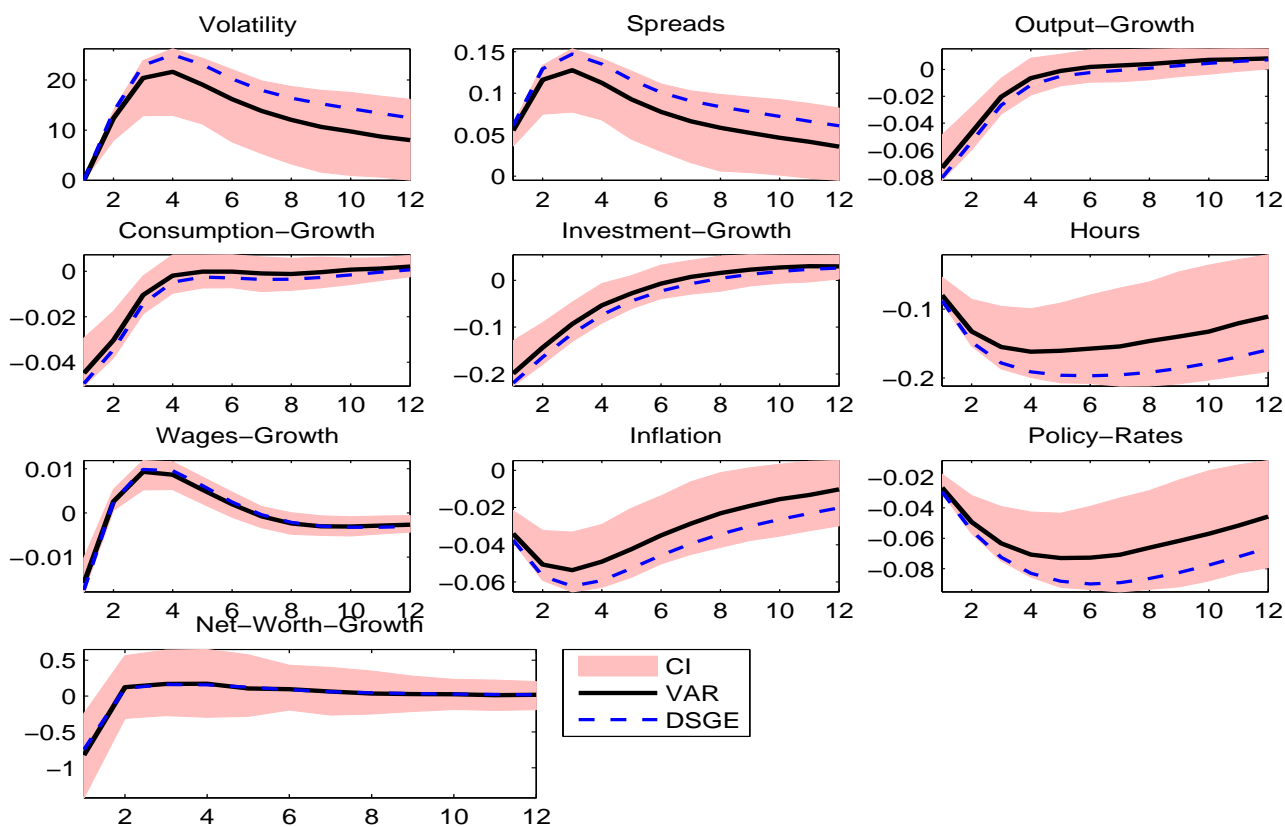 Volatility
20
10
0
2 4 6 8 10 12
Spreads
0.15
0.1
0.05
0
2 4 6 8 10 12
Output−Growth
0
−0.02
−0.04
−0.06
−0.08
2 4 6 8 10 12
Consumption−Growth
0
−0.02
−0.04
2 4 6 8 10 12
Investment−Growth
0
−0.1
−0.2
2 4 6 8 10 12
Hours
−0.1
−0.2
2 4 6 8 10 12
Wages−Growth
0.01
0
−0.01
2 4 6 8 10 12
Inflation
0
−0.02
−0.04
−0.06
2 4 6 8 10 12
Policy−Rates
−0.02
−0.04
−0.06
−0.08
2 4 6 8 10 12
Net−Worth−Growth
0.5
0
−0.5
−1
2 4 6 8 10 12
CI
VAR
DSGE